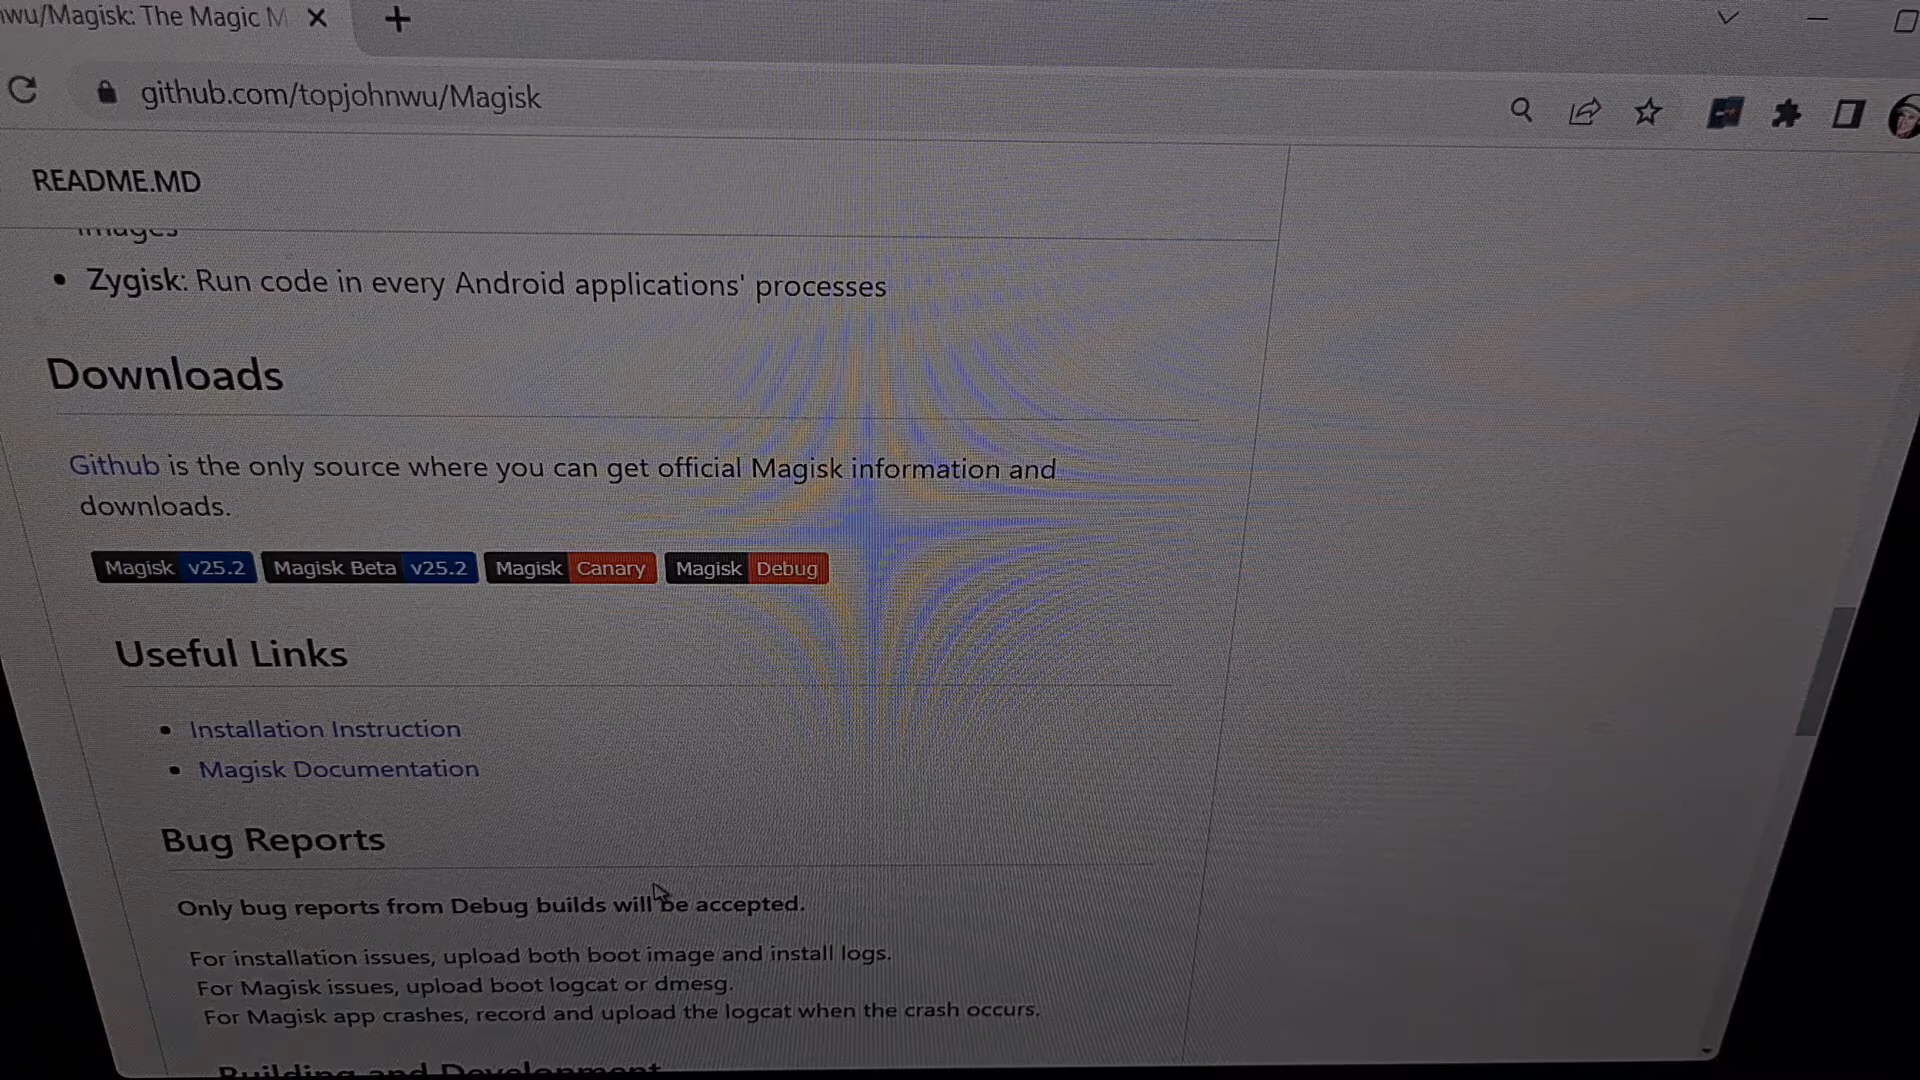 wu/Magisk: The Magic M
github.com/topjohnwu/Magisk
README.MD
images
• Zygisk: Run code in every Android applications' processes
Downloads
Github is the only source where you can get official Magisk information and
downloads.
Magisk v25.2 Magisk Beta v25.2 Magisk Canary Magisk Debug
Useful Links
• Installation Instruction
• Magisk Documentation
Bug Reports
Only bug reports from Debug builds will be accepted.
For installation issues, upload both boot image and install logs.
For Magisk issues, upload boot logcat or dmesg.
For Magisk app crashes, record and upload the logcat when the crash occurs.
Building and Development